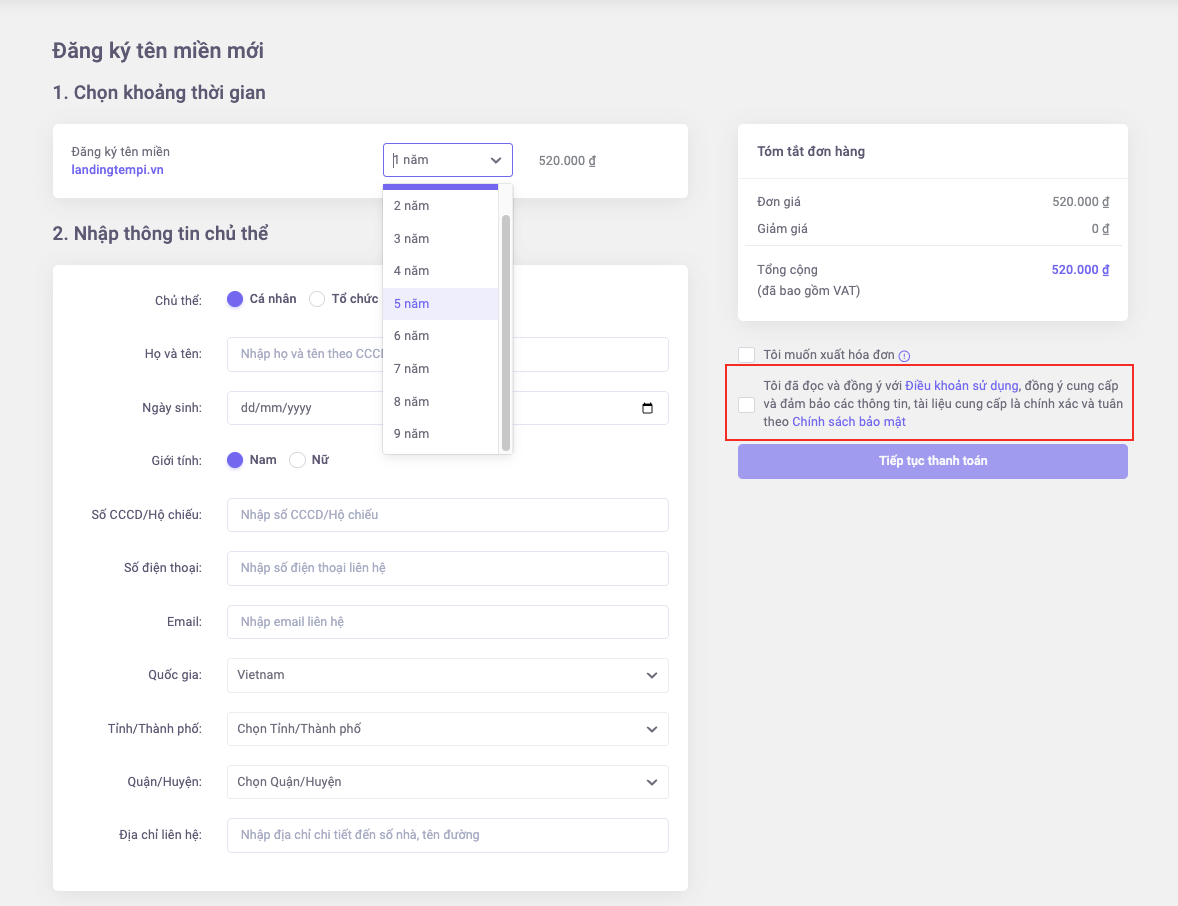 Đăng ký tên miền mới
1. Chọn khoảng thời gian
Đăng ký tên miền
landingtempi.vn
1 năm
520.000 ₫
2 năm
3 năm
4 năm
5 năm
6 năm
7 năm
8 năm
9 năm
2. Nhập thông tin chủ thể
Chủ thể:
Cá nhân
Tổ chức
Họ và tên:
Nhập họ và tên theo CCCD
Ngày sinh:
dd/mm/yyyy
Giới tính:
Nam
Nữ
Số CCCD/Hộ chiếu:
Nhập số CCCD/Hộ chiếu
Số điện thoại:
Nhập số điện thoại liên hệ
Email:
Nhập email liên hệ
Quốc gia:
Vietnam
Tỉnh/Thành phố:
Chọn Tỉnh/Thành phố
Quận/Huyện:
Chọn Quận/Huyện
Địa chỉ liên hệ:
Nhập địa chỉ chi tiết đến số nhà, tên đường
Tóm tắt đơn hàng
Đơn giá
520.000 ₫
Giảm giá
0 ₫
Tổng cộng
520.000 ₫
(đã bao gồm VAT)
Tôi muốn xuất hóa đơn
Tôi đã đọc và đồng ý với Điều khoản sử dụng, đồng ý cung cấp
và đảm bảo các thông tin, tài liệu cung cấp là chính xác và tuân
theo Chính sách bảo mật
Tiếp tục thanh toán